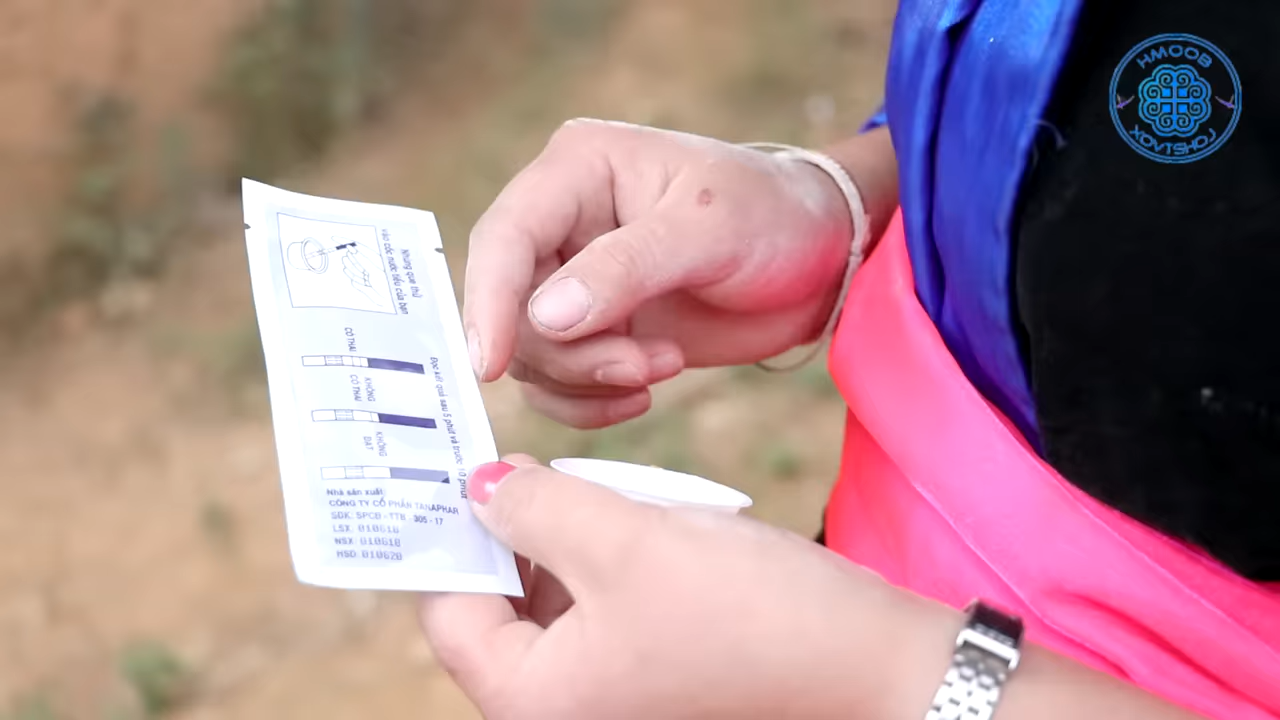 Nhúng que thử
vào cốc nước tiểu của bạn
Đọc kết quả sau 5 phút và trước 10 phút
CÓ THAI
KHÔNG
CÓ THAI
KHÔNG
ĐẠT
Nhà sản xuất:
CÔNG TY CỔ PHẦN TANAPHAR
SDK: SPCB - TTB - 305 - 17
LSX: 010618
NSX: 010618
HSD: 010620
HMOOB
LOHSTVOX